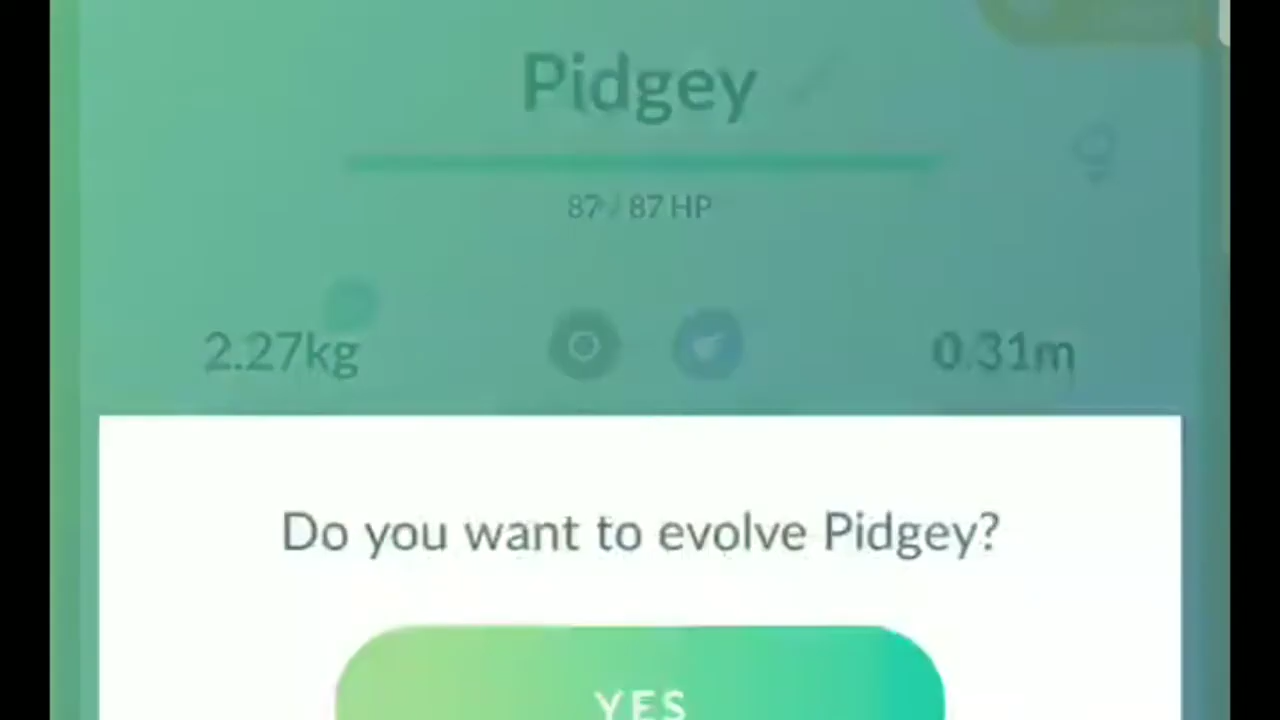 Pidgey
87 / 87 HP
2.27kg
0.31m
Do you want to evolve Pidgey?
YES